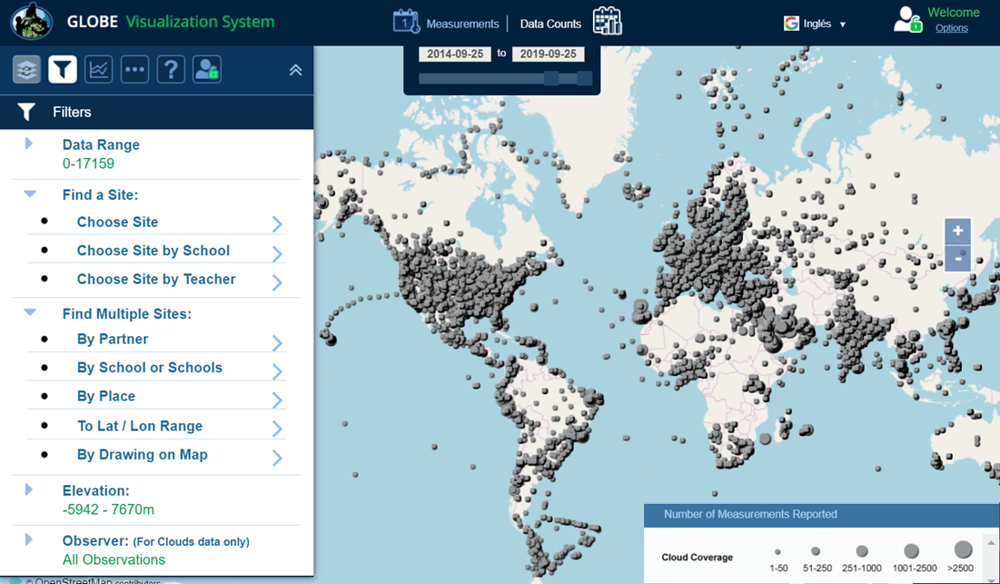 GLOBE Visualization System
1 Measurements
Data Counts
G Inglés ▼
Welcome
Options
2014-09-25 to 2019-09-25
?
Filters
Data Range
0-17159
Find a Site:
Choose Site
Choose Site by School
Choose Site by Teacher
Find Multiple Sites:
By Partner
By School or Schools
By Place
To Lat / Lon Range
By Drawing on Map
Elevation:
-5942 - 7670m
Observer: (For Clouds data only)
All Observations
© OpenStreetMap contributors
+
-
Number of Measurements Reported
Cloud Coverage
1-50 51-250 251-1000 1001-2500 >2500